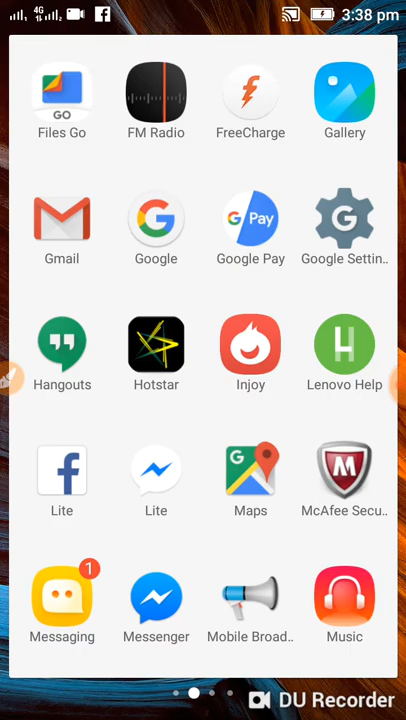 4G 3:38 pm
GO
Files Go FM Radio FreeCharge Gallery
G Pay G
Gmail Google Google Pay Google Settin..
Hangouts Hotstar Injoy Lenovo Help
Lite Lite Maps McAfee Secu..
1
Messaging Messenger Mobile Broad.. Music
DU Recorder